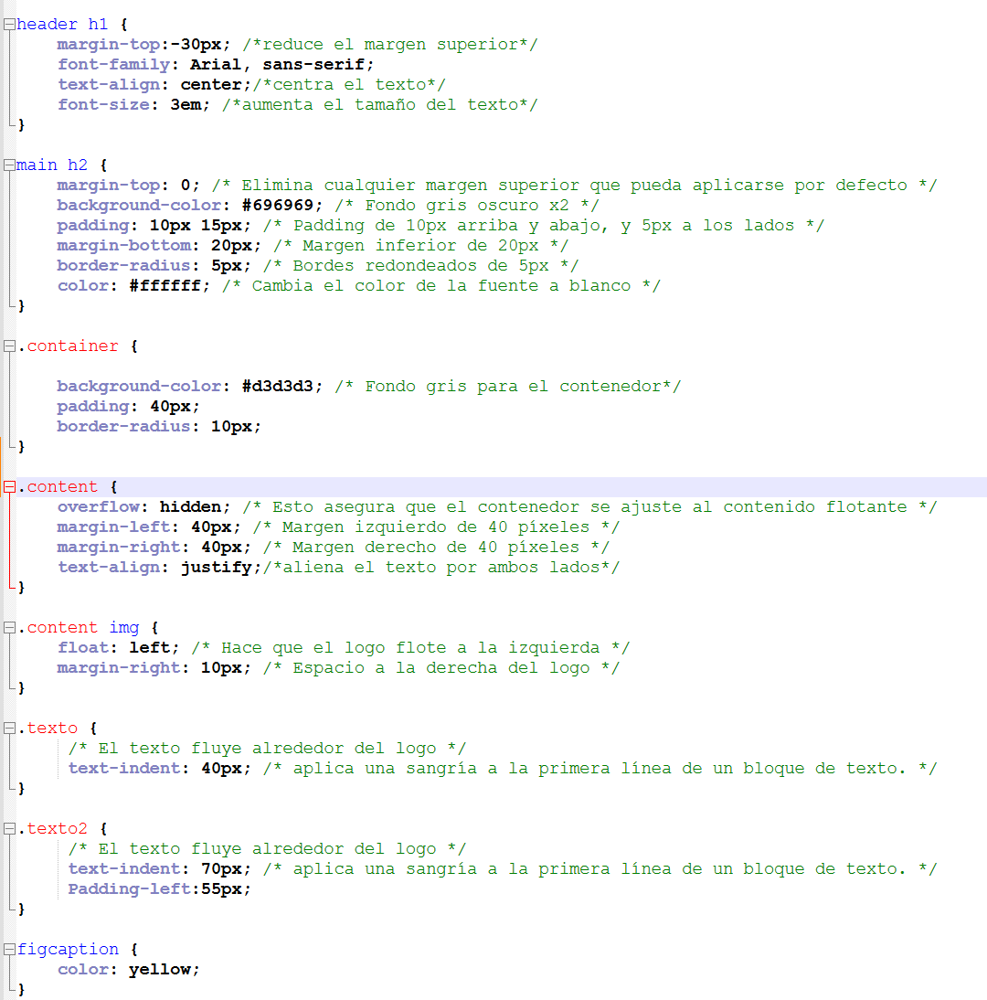 header h1 {
margin-top:-30px; /*reduce el margen superior*/
font-family: Arial, sans-serif;
text-align: center;/*centra el texto*/
font-size: 3em; /*aumenta el tamaño del texto*/
}
main h2 {
margin-top: 0; /* Elimina cualquier margen superior que pueda aplicarse por defecto */
background-color: #696969; /* Fondo gris oscuro x2 */
padding: 10px 15px; /* Padding de 10px arriba y abajo, y 5px a los lados */
margin-bottom: 20px; /* Margen inferior de 20px */
border-radius: 5px; /* Bordes redondeados de 5px */
color: #ffffff; /* Cambia el color de la fuente a blanco */
}
.container {
background-color: #d3d3d3; /* Fondo gris para el contenedor*/
padding: 40px;
border-radius: 10px;
}
.content {
overflow: hidden; /* Esto asegura que el contenedor se ajuste al contenido flotante */
margin-left: 40px; /* Margen izquierdo de 40 píxeles */
margin-right: 40px; /* Margen derecho de 40 píxeles */
text-align: justify;/*aliena el texto por ambos lados*/
}
.content img {
float: left; /* Hace que el logo flote a la izquierda */
margin-right: 10px; /* Espacio a la derecha del logo */
}
.texto {
/* El texto fluye alrededor del logo */
text-indent: 40px; /* aplica una sangría a la primera línea de un bloque de texto. */
}
.texto2 {
/* El texto fluye alrededor del logo */
text-indent: 70px; /* aplica una sangría a la primera línea de un bloque de texto. */
Padding-left:55px;
}
figcaption {
color: yellow;
}